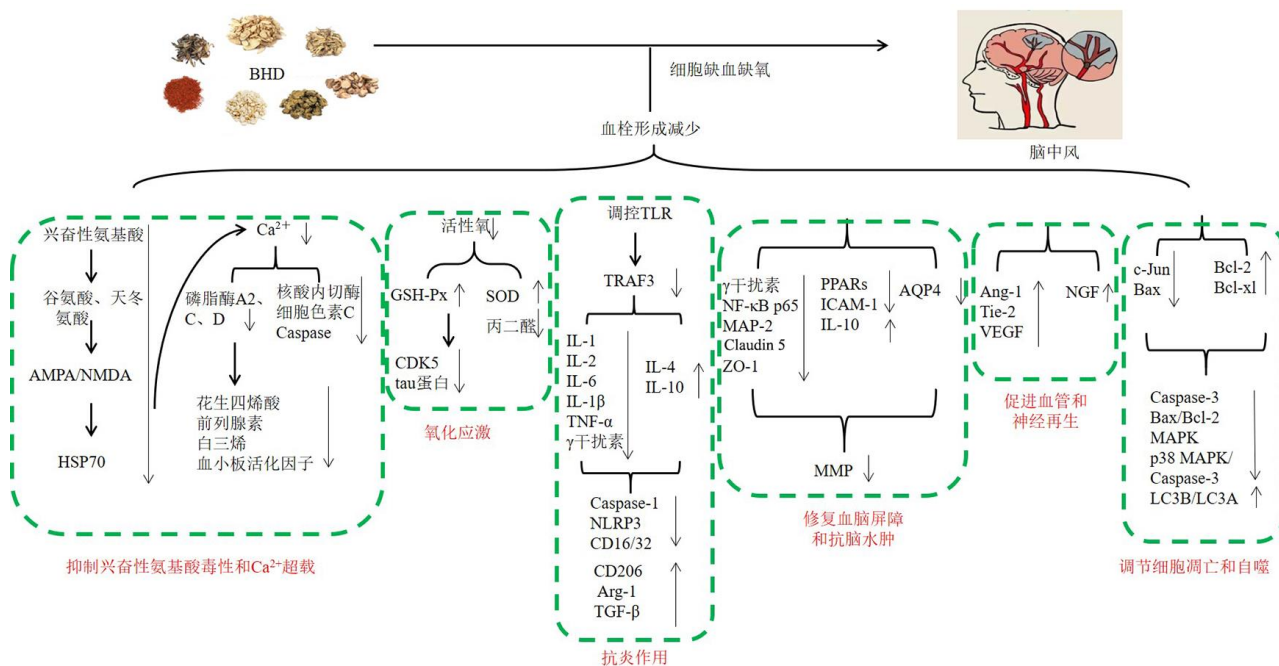 BHD
细胞缺血缺氧
血栓形成减少
脑中风
兴奋性氨基酸
谷氨酸、天冬
氨酸
AMPA/NMDA
HSP70
Ca²⁺
磷脂酶A2、
C、D
核酸内切酶
细胞色素C
Caspase
花生四烯酸
前列腺素
白三烯
血小板活化因子
抑制兴奋性氨基酸毒性和Ca²⁺超载
活性氧
GSH-Px
SOD
丙二醛
CDK5
tau蛋白
氧化应激
调控TLR
TRAF3
IL-1
IL-2
IL-6
IL-1β
TNF-α
γ干扰素
IL-4
IL-10
Caspase-1
NLRP3
CD16/32
CD206
Arg-1
TGF-β
抗炎作用
γ干扰素
NF-κB p65
MAP-2
Claudin 5
ZO-1
PPARs
ICAM-1
IL-10
AQP4
MMP
修复血脑屏障
和抗脑水肿
Ang-1
Tie-2
VEGF
NGF
促进血管和
神经再生
c-Jun
Bax
Bcl-2
Bcl-xl
Caspase-3
Bax/Bcl-2
MAPK
p38 MAPK/
Caspase-3
LC3B/LC3A
调节细胞凋亡和自噬